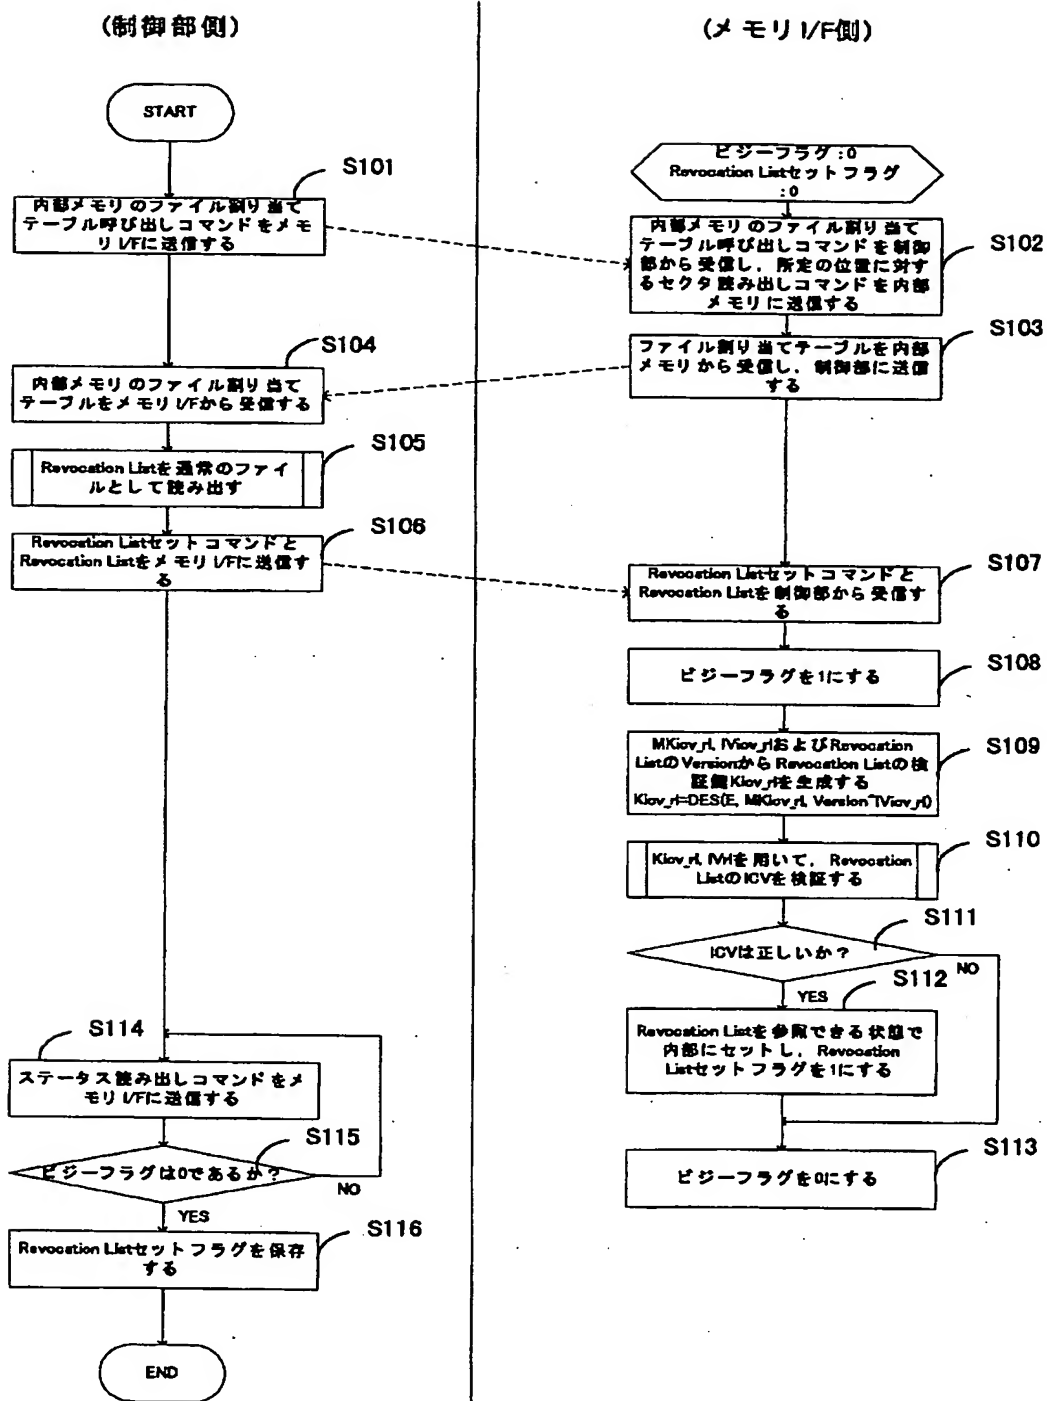 (制御部側)
START
S101
内部メモリのファイル割り当て
テーブル呼び出しコマンドをメモ
リI/Fに送信する
S104
内部メモリのファイル割り当て
テーブルをメモリI/Fから受信する
S105
Revocation Listを通常のファイ
ルとして読み出す
S106
Revocation Listセットコマンドと
Revocation ListをメモリI/Fに送信す
る
S114
ステータス読み出しコマンドをメ
モリI/Fに送信する
S115
ビジーフラグは0であるか?
NO
YES
S116
Revocation Listセットフラグを保存
する
END
(メモリI/F側)
ビジーフラグ:0
Revocation Listセットフラグ
:0
S102
内部メモリのファイル割り当て
テーブル呼び出しコマンドを制御
部から受信し、所定の位置に対す
るセクタ読み出しコマンドを内部
メモリに送信する
S103
ファイル割り当てテーブルを内部
メモリから受信し、制御部に送信
する
S107
Revocation Listセットコマンドと
Revocation Listを制御部から受信す
る
S108
ビジーフラグを1にする
S109
MKicv_rl, IVicv_rlおよびRevocation
ListのVersionからRevocation Listの検
証鍵Kicv_rlを生成する
Kicv_rl=DES(E, MKicv_rl, Version^IVicv_rl)
S110
Kicv_rl, IVrlを用いて、Revocation
ListのICVを検証する
S111
ICVは正しいか?
NO
YES
S112
Revocation Listを参照できる状態で
内部にセットし、Revocation
Listセットフラグを1にする
S113
ビジーフラグを0にする